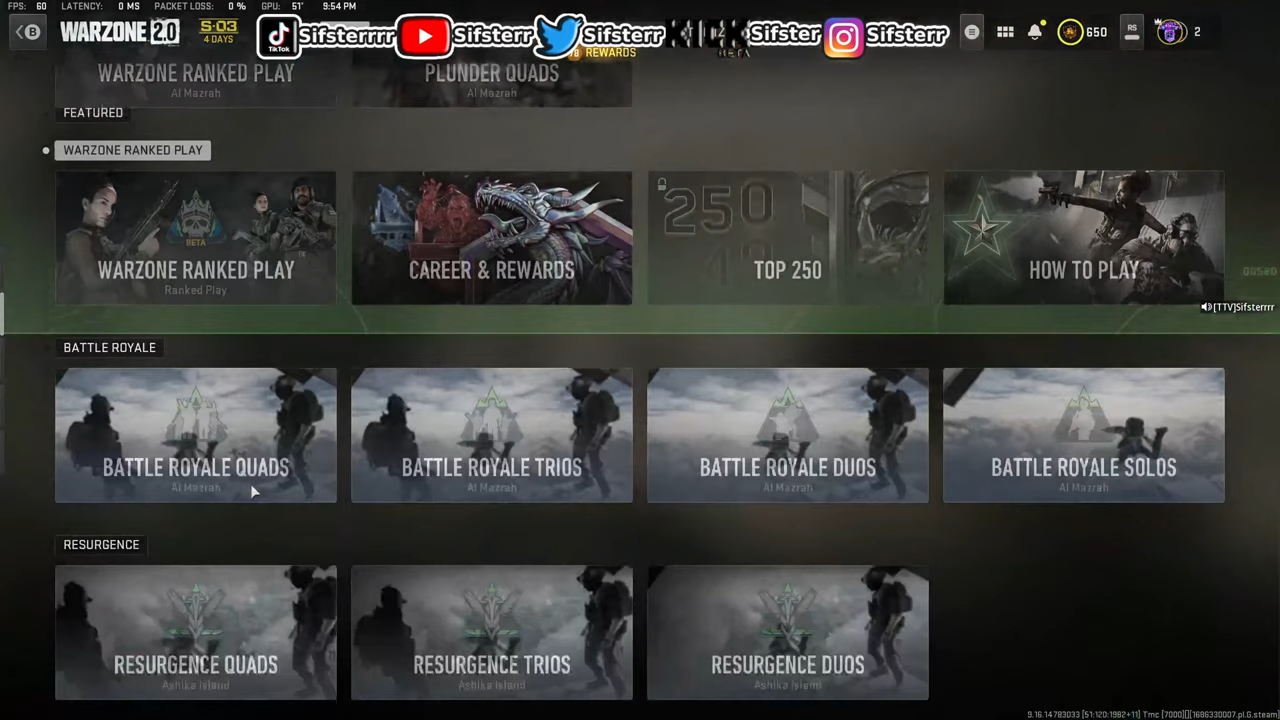 FPS: 60 LATENCY: 0 MS PACKET LOSS: 0 % GPU: 51° 9:54 PM
B WARZONE 2.0 S:03 4 DAYS TikTok Sifsterrrr Sifsterr Sifsterr KICK BETA Sifster Sifsterr RS 650 2
REWARDS
WARZONE RANKED PLAY PLUNDER QUADS
Al Mazrah Al Mazrah
FEATURED
WARZONE RANKED PLAY
BETA 250
WARZONE RANKED PLAY CAREER & REWARDS TOP 250 HOW TO PLAY
Ranked Play
[TTV]Sifsterrrr
BATTLE ROYALE
BATTLE ROYALE QUADS BATTLE ROYALE TRIOS BATTLE ROYALE DUOS BATTLE ROYALE SOLOS
Al Mazrah Al Mazrah Al Mazrah Al Mazrah
RESURGENCE
RESURGENCE QUADS RESURGENCE TRIOS RESURGENCE DUOS
Ashika Island Ashika Island Ashika Island